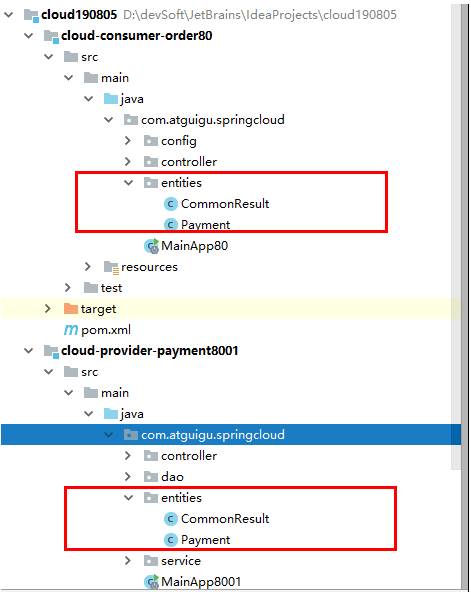 cloud190805 D:\devSoft\JetBrains\IdeaProjects\cloud190805
cloud-consumer-order80
src
main
java
com.atguigu.springcloud
config
controller
entities
CommonResult
Payment
MainApp80
resources
test
target
pom.xml
cloud-provider-payment8001
src
main
java
com.atguigu.springcloud
controller
dao
entities
CommonResult
Payment
service
MainApp8001